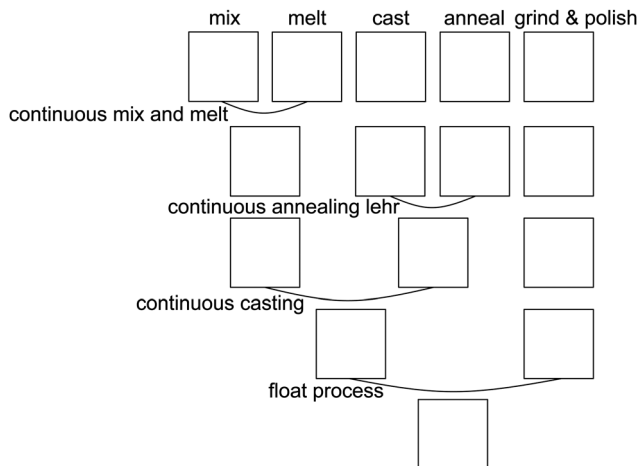 mix melt cast anneal grind & polish
continuous mix and melt
continuous annealing lehr
continuous casting
float process